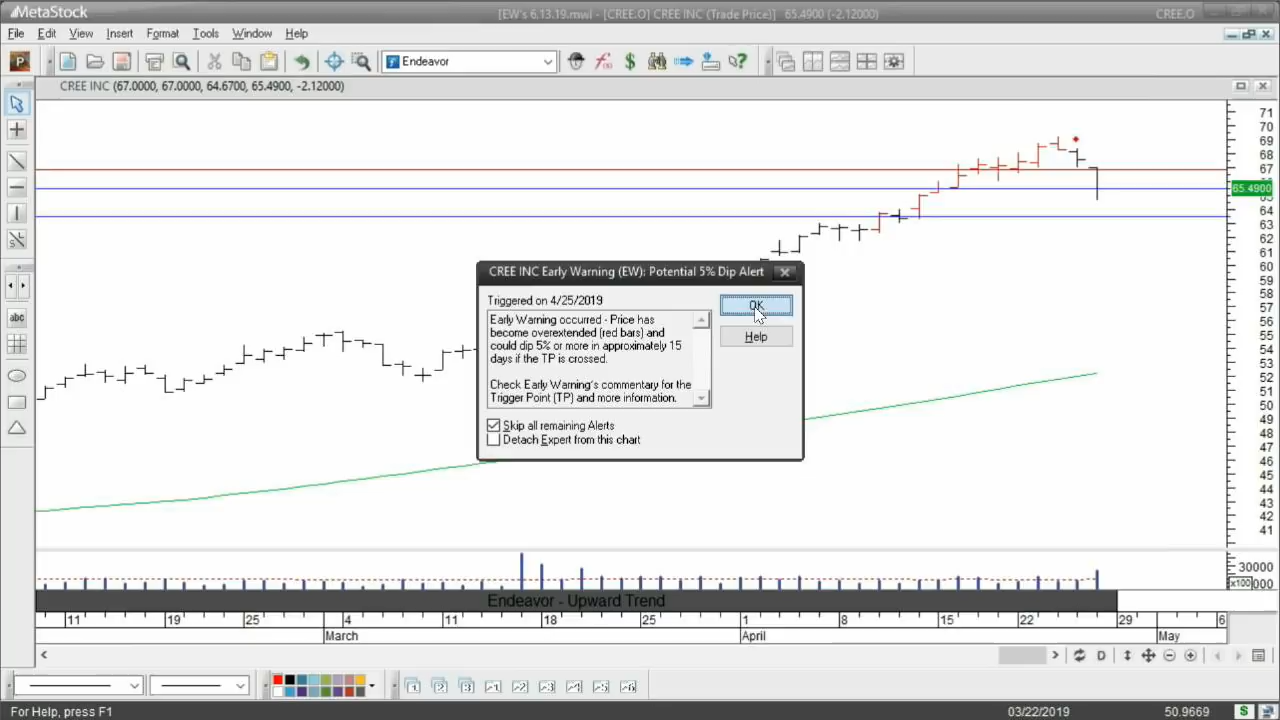 MetaStock
[EW's 6.13.19.mwl - [CREE.O] CREE INC (Trade Price)] 65.4900 (-2.12000)
CREE.O
File Edit View Insert Format Tools Window Help
Endeavor
CREE INC (67.0000, 67.0000, 64.6700, 65.4900, -2.12000)
71
70
69
68
67
65.4900
64
63
62
61
60
59
58
57
56
55
54
53
52
51
50
49
48
47
46
45
44
43
42
41
CREE INC Early Warning (EW): Potential 5% Dip Alert
Triggered on 4/25/2019
OK
Early Warning occurred - Price has
become overextended (red bars) and
could dip 5% or more in approximately 15
days if the TP is crossed.
Help
Check Early Warning's commentary for the
Trigger Point (TP) and more information.
Skip all remaining Alerts
Detach Expert from this chart
30000
x100
Endeavor - Upward Trend
11 19 25 4 11 18 25 1 8 15 22 29 6
March April May
D
For Help, press F1
03/22/2019
50.9669